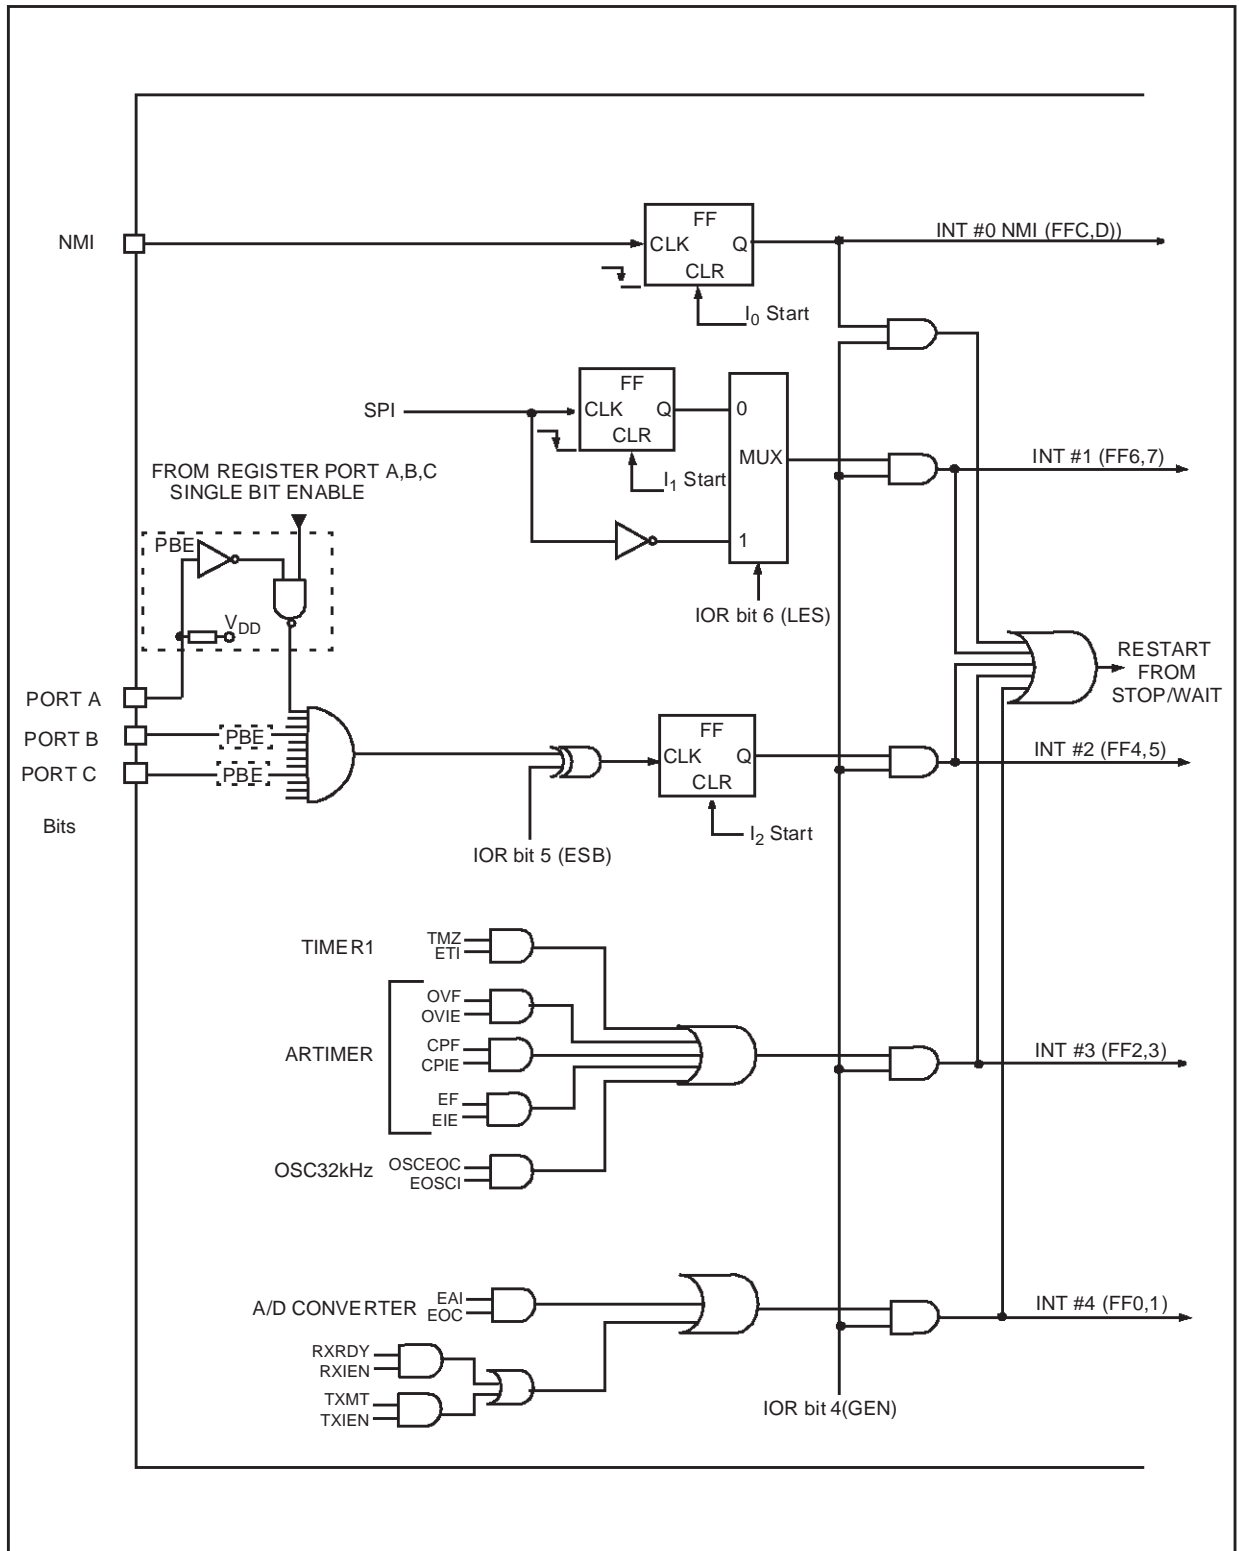 FF
NMI
CLK
Q
CLR
INT #0 NMI (FFC,D))
I0 Start
FF
SPI
CLK
Q
CLR
0
MUX
1
INT #1 (FF6,7)
I1 Start
FROM REGISTER PORT A,B,C
SINGLE BIT ENABLE
PBE
VDD
IOR bit 6 (LES)
RESTART
FROM
STOP/WAIT
PORT A
PORT B
PBE
PORT C
PBE
Bits
FF
CLK
Q
CLR
INT #2 (FF4,5)
I2 Start
IOR bit 5 (ESB)
TIMER1
TMZ
ETI
ARTIMER
OVF
OVIE
CPF
CPIE
EF
EIE
INT #3 (FF2,3)
OSC32kHz
OSCEOC
EOSCI
A/D CONVERTER
EAI
EOC
INT #4 (FF0,1)
RXRDY
RXIEN
TXMT
TXIEN
IOR bit 4(GEN)